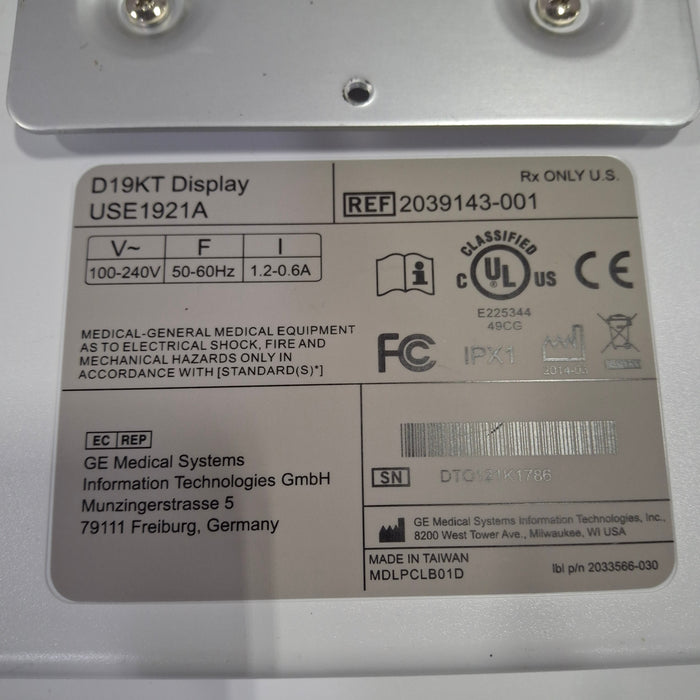 D19KT Display
USE1921A
Rx ONLY U.S.
REF 2039143-001
V~ F I
100-240V 50-60Hz 1.2-0.6A
CLASSIFIED
C UL US
®
E225344
49CG
CE
MEDICAL-GENERAL MEDICAL EQUIPMENT
AS TO ELECTRICAL SHOCK, FIRE AND
MECHANICAL HAZARDS ONLY IN
ACCORDANCE WITH [STANDARD(S)*]
FC IPX1
EC REP
GE Medical Systems
Information Technologies GmbH
Munzingerstrasse 5
79111 Freiburg, Germany
SN
GE Medical Systems Information Technologies, Inc.,
8200 West Tower Ave., Milwaukee, WI USA
MADE IN TAIWAN
MDLPCLB01D
lbl p/n 2033566-030